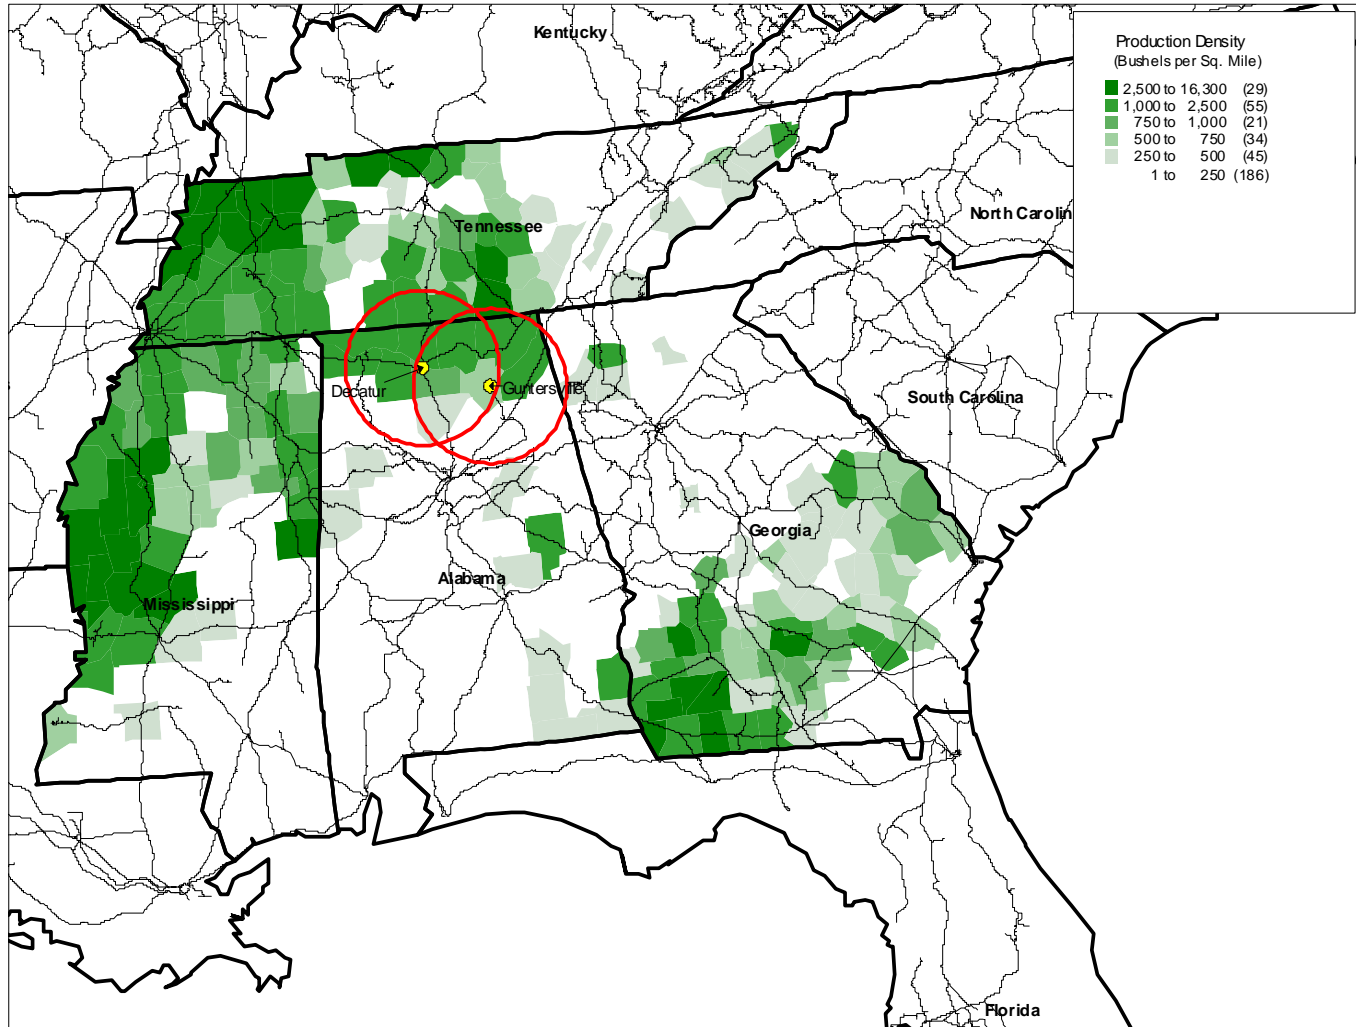 Kentucky
Production Density
(Bushels per Sq. Mile)
2,500 to 16,300 (29)
1,000 to 2,500 (55)
750 to 1,000 (21)
500 to 750 (34)
250 to 500 (45)
1 to 250 (186)
North Carolin
Tennessee
Decatur
Guntersville
South Carolina
Georgia
Alabama
Mississippi
Florida